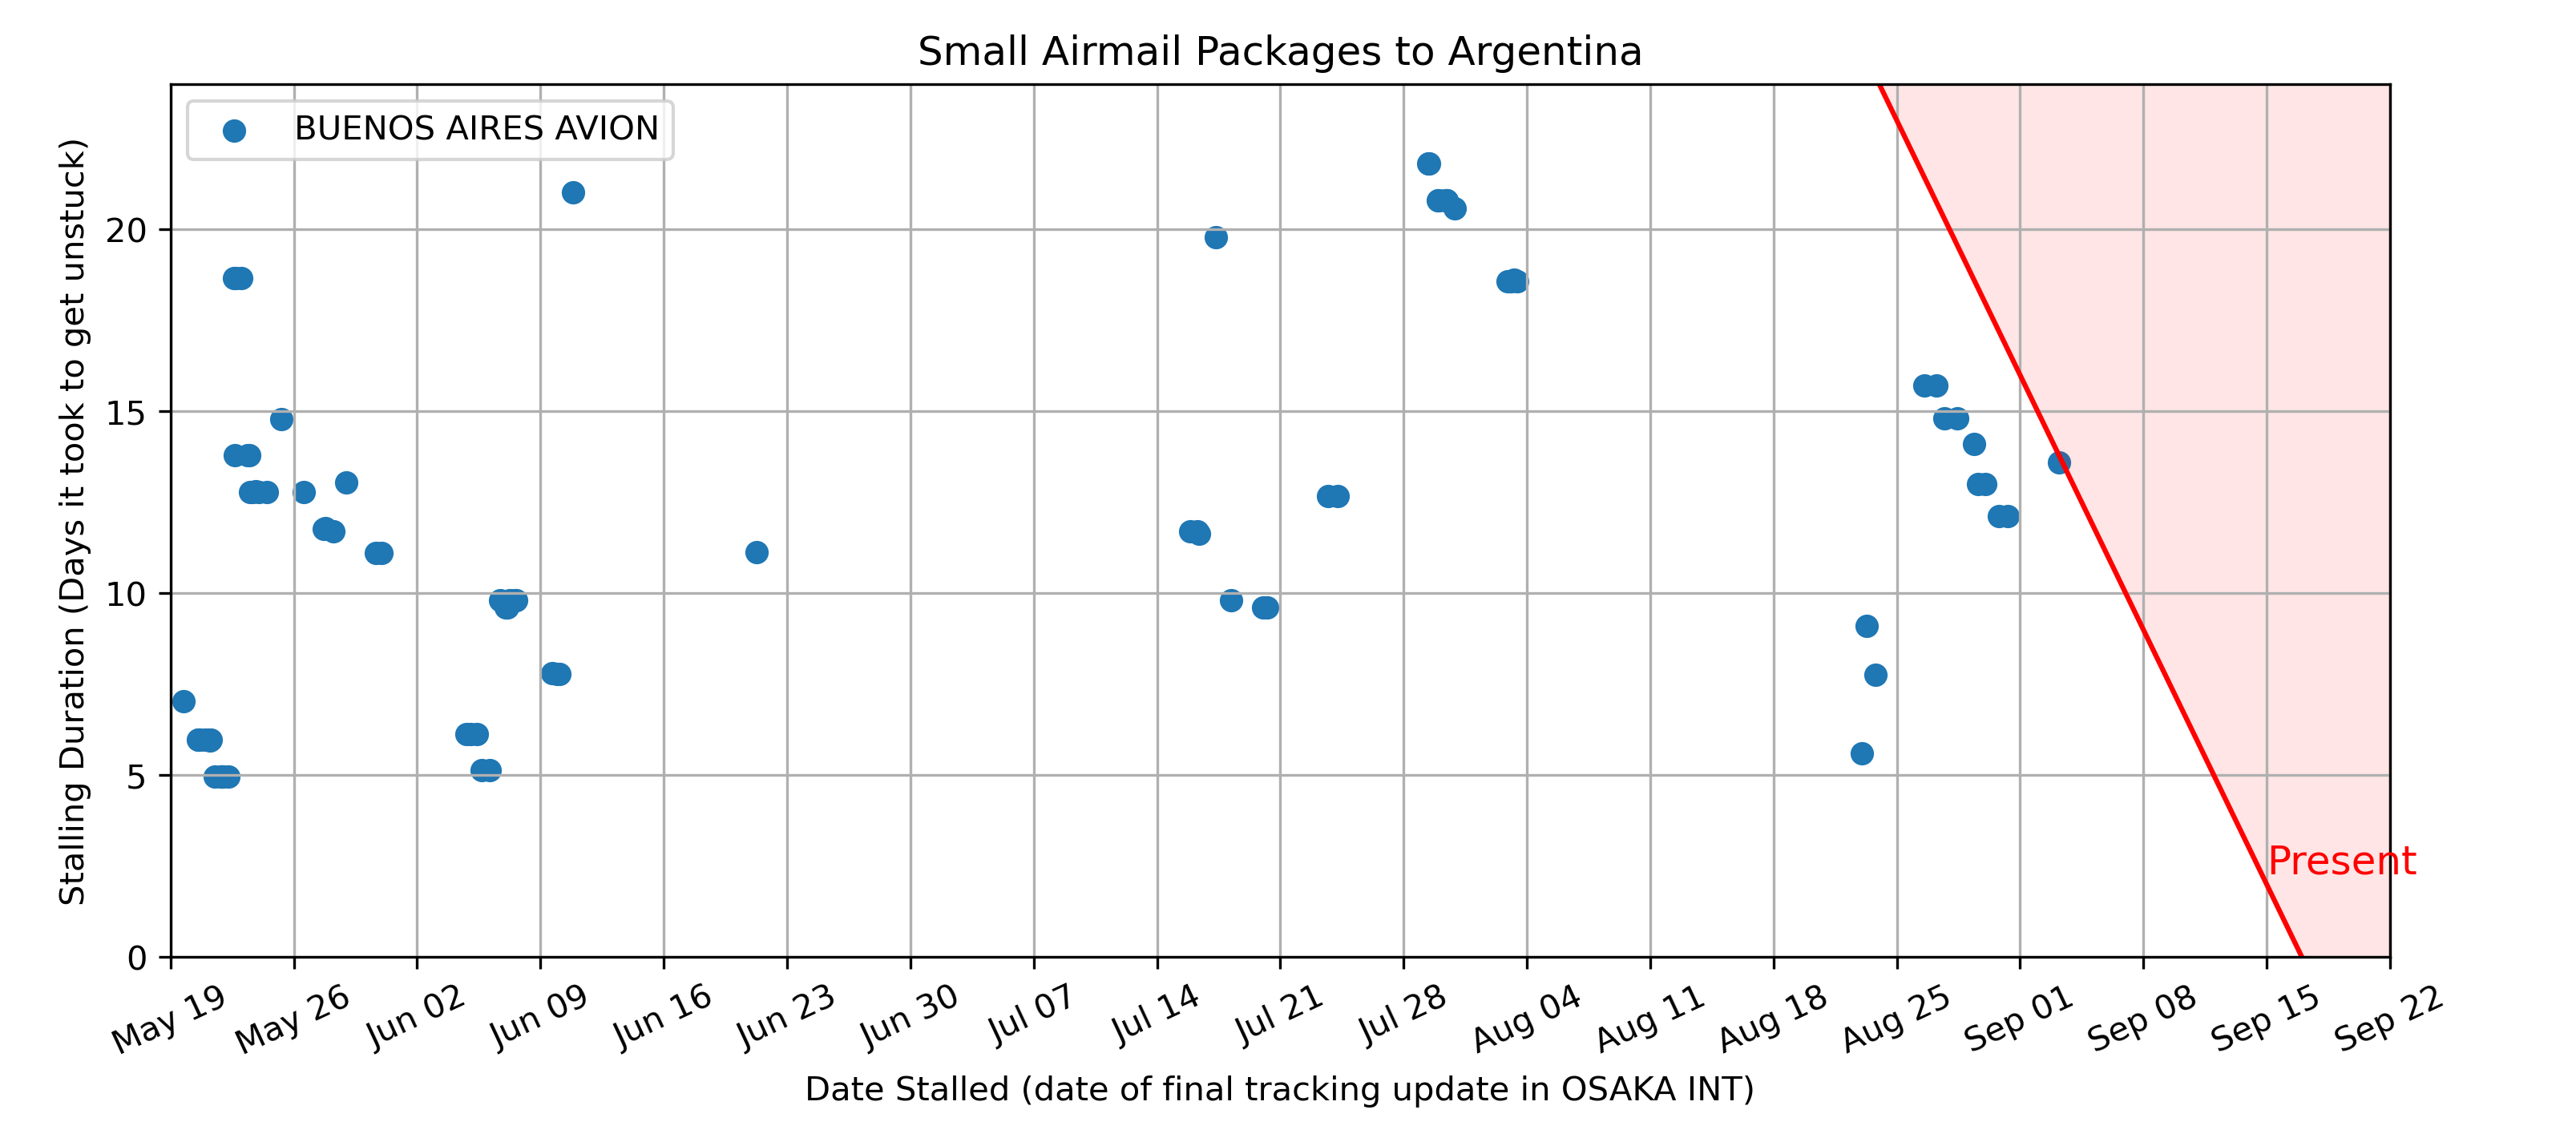 Small Airmail Packages to Argentina
BUENOS AIRES AVION
Stalling Duration (Days it took to get unstuck)
20
15
10
5
0
Present
May 19
May 26
Jun 02
Jun 09
Jun 16
Jun 23
Jun 30
Jul 07
Jul 14
Jul 21
Jul 28
Aug 04
Aug 11
Aug 18
Aug 25
Sep 01
Sep 08
Sep 15
Sep 22
Date Stalled (date of final tracking update in OSAKA INT)